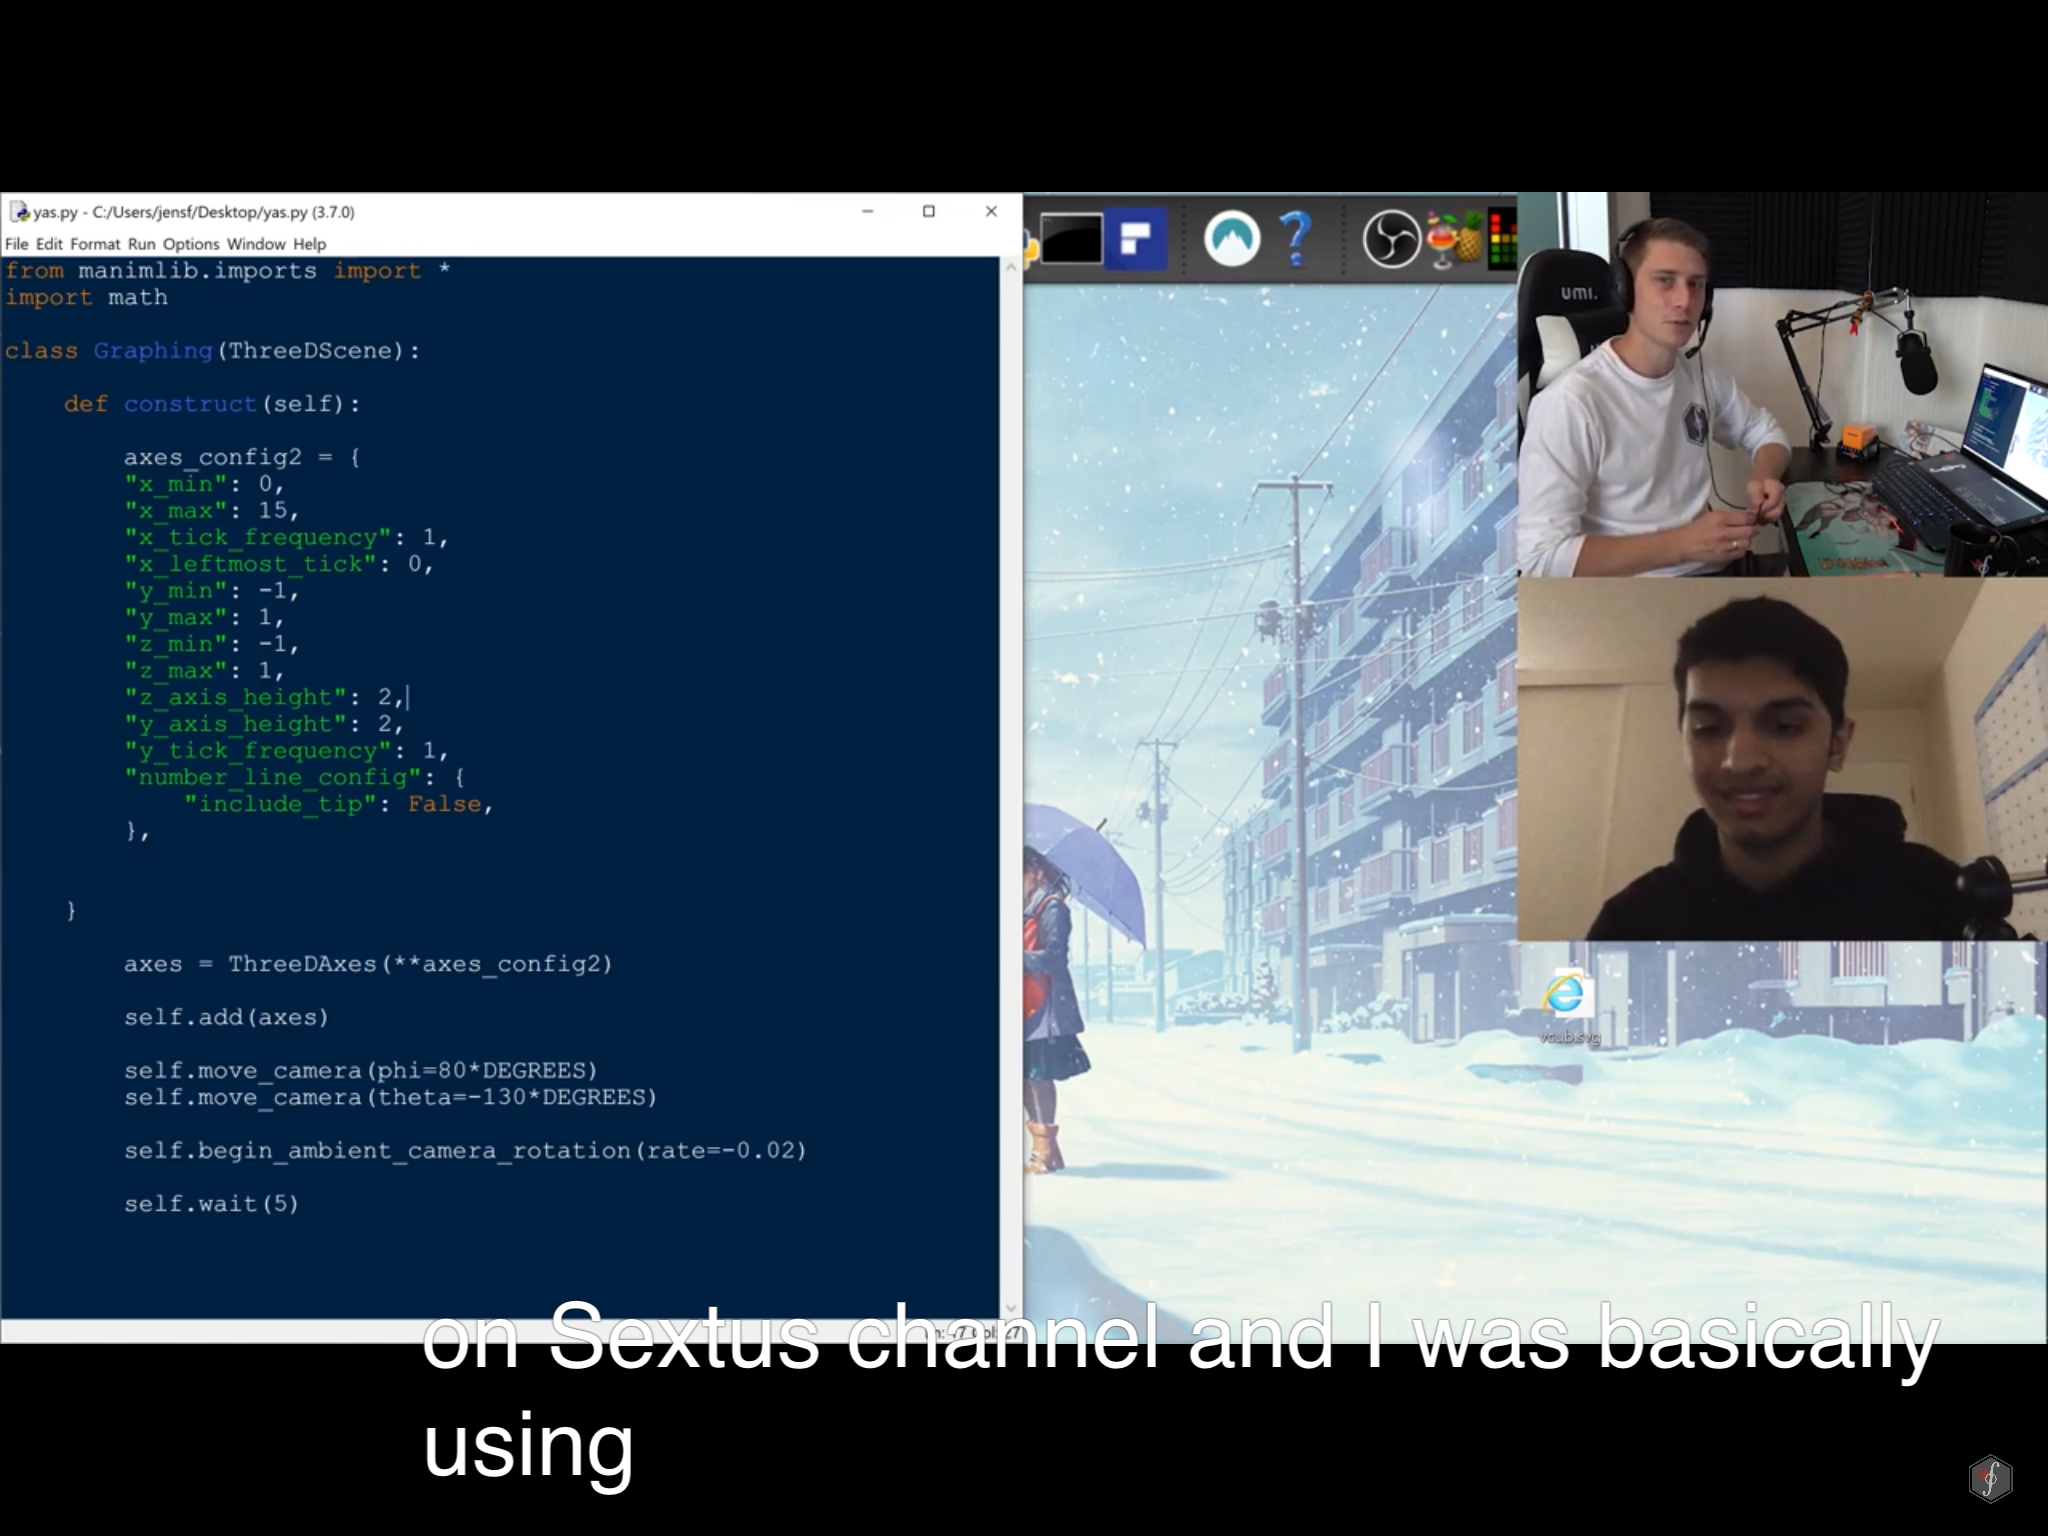 yas.py - C:/Users/jensf/Desktop/yas.py (3.7.0)
File Edit Format Run Options Window Help
from manimlib.imports import *
import math
class Graphing(ThreeDScene):
def construct(self):
axes_config2 = {
"x_min": 0,
"x_max": 15,
"x_tick_frequency": 1,
"x_leftmost_tick": 0,
"y_min": -1,
"y_max": 1,
"z_min": -1,
"z_max": 1,
"z_axis_height": 2,
"y_axis_height": 2,
"y_tick_frequency": 1,
"number_line_config": {
"include_tip": False,
},
}
axes = ThreeDAxes(**axes_config2)
self.add(axes)
self.move_camera(phi=80*DEGREES)
self.move_camera(theta=-130*DEGREES)
self.begin_ambient_camera_rotation(rate=-0.02)
self.wait(5)
umi.
vcub.svg
on Sextus channel and I was basically
using